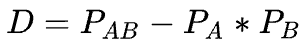 D = P_{AB} − P_A * P_B